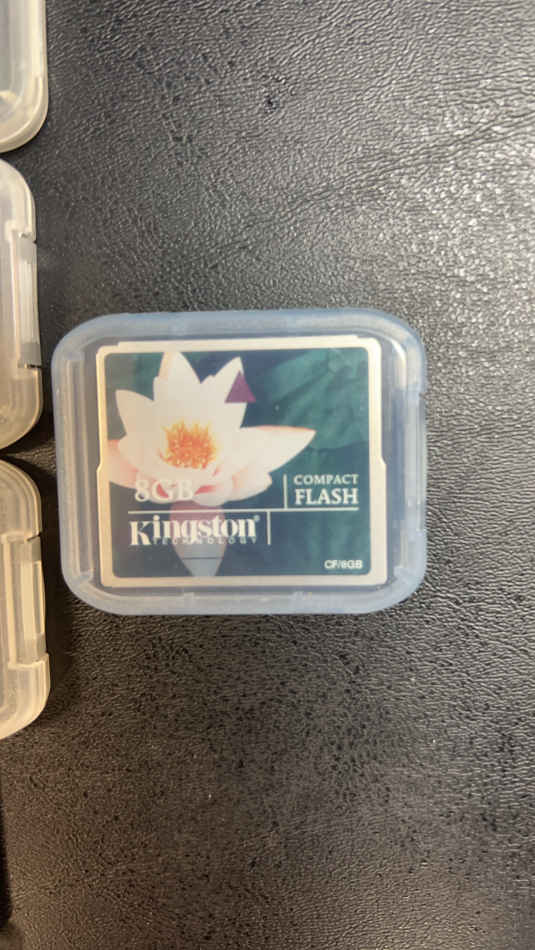 8GB
COMPACT
FLASH
Kingston®
TECHNOLOGY
CF/8GB